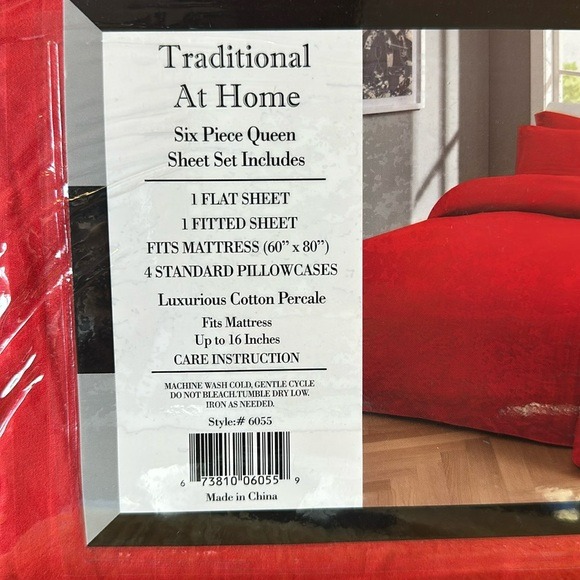 Traditional
At Home
Six Piece Queen
Sheet Set Includes
1 FLAT SHEET
1 FITTED SHEET
FITS MATTRESS (60” x 80”)
4 STANDARD PILLOWCASES
Luxurious Cotton Percale
Fits Mattress
Up to 16 Inches
CARE INSTRUCTION
MACHINE WASH COLD, GENTLE CYCLE
DO NOT BLEACH.TUMBLE DRY LOW.
IRON AS NEEDED.
Style:# 6055
6 73810 06055 9
Made in China